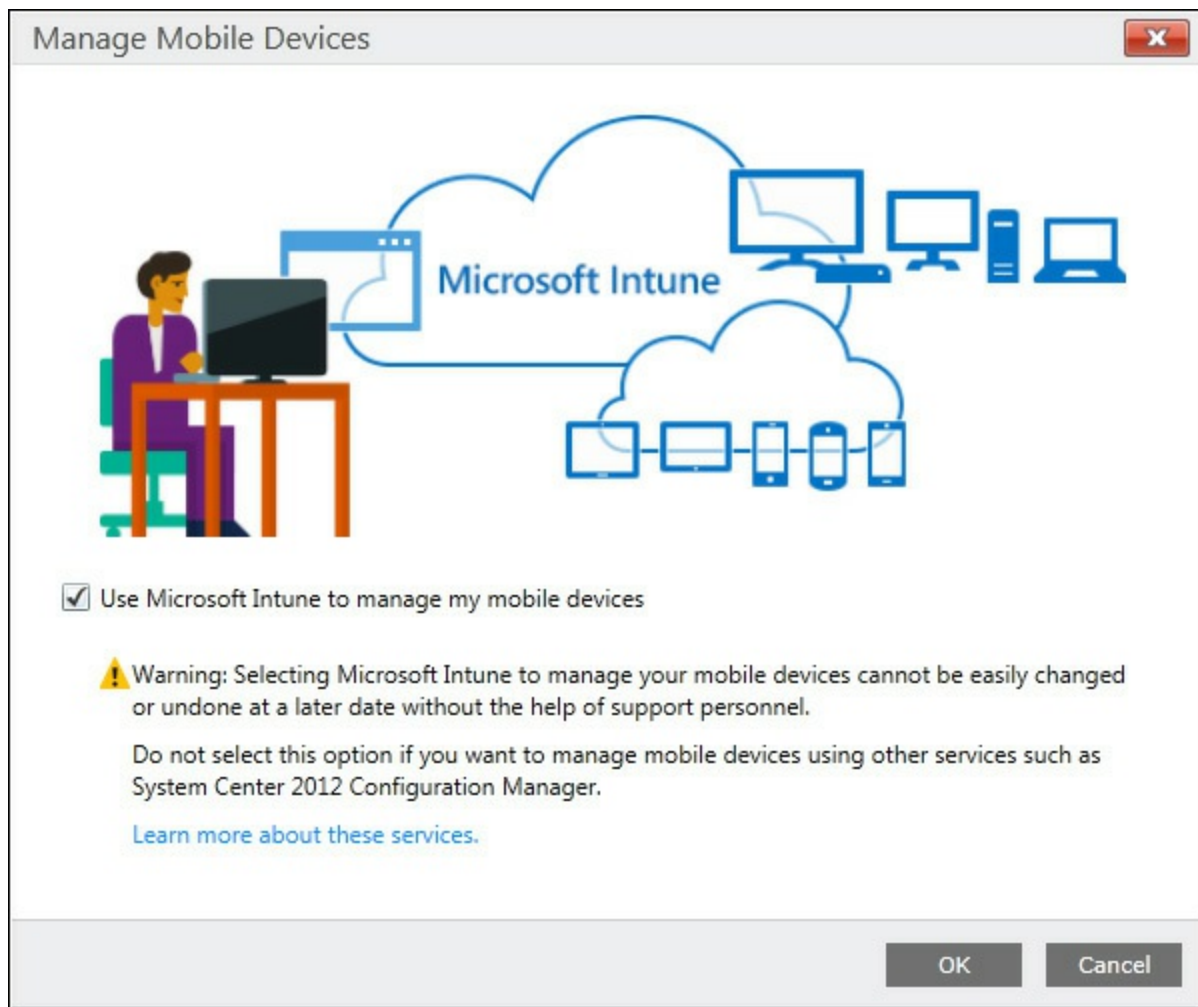 Manage Mobile Devices
Microsoft Intune
Use Microsoft Intune to manage my mobile devices
Warning: Selecting Microsoft Intune to manage your mobile devices cannot be easily changed
or undone at a later date without the help of support personnel.
Do not select this option if you want to manage mobile devices using other services such as
System Center 2012 Configuration Manager.
Learn more about these services.
OK
Cancel